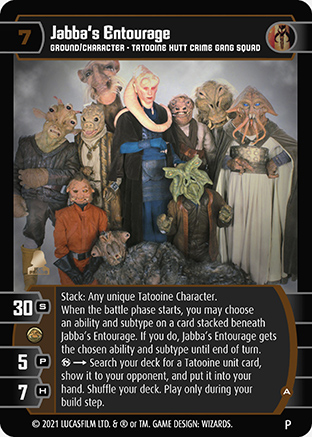 7
Jabba's Entourage
GROUND/CHARACTER - TATOOINE HUTT CRIME GANG SQUAD
30 S
5 P
7 H
Stack: Any unique Tatooine Character.
When the battle phase starts, you may choose
an ability and subtype on a card stacked beneath
Jabba's Entourage. If you do, Jabba's Entourage gets
the chosen ability and subtype until end of turn.
→ Search your deck for a Tatooine unit card,
show it to your opponent, and put it into your
hand. Shuffle your deck. Play only during your
build step.
A
© 2021 LUCASFILM LTD. & ® or TM. GAME DESIGN: WIZARDS.
P